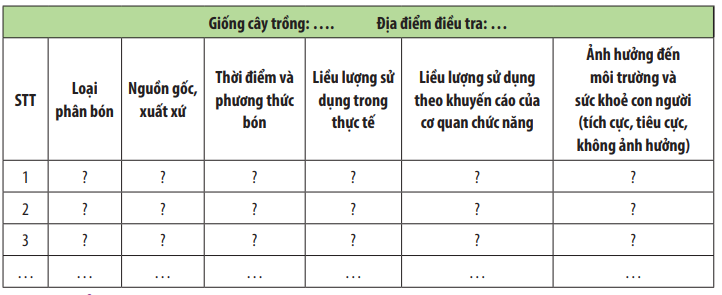 Giống cây trồng: …. Địa điểm điều tra: …
STT
Loại
phân bón
Nguồn gốc,
xuất xứ
Thời điểm và
phương thức
bón
Liều lượng sử
dụng trong
thực tế
Liều lượng sử dụng
theo khuyến cáo của
cơ quan chức năng
Ảnh hưởng đến
môi trường và
sức khoẻ con người
(tích cực, tiêu cực,
không ảnh hưởng)
1 ? ? ? ? ? ?
2 ? ? ? ? ? ?
3 ? ? ? ? ? ?
… … … … … … …